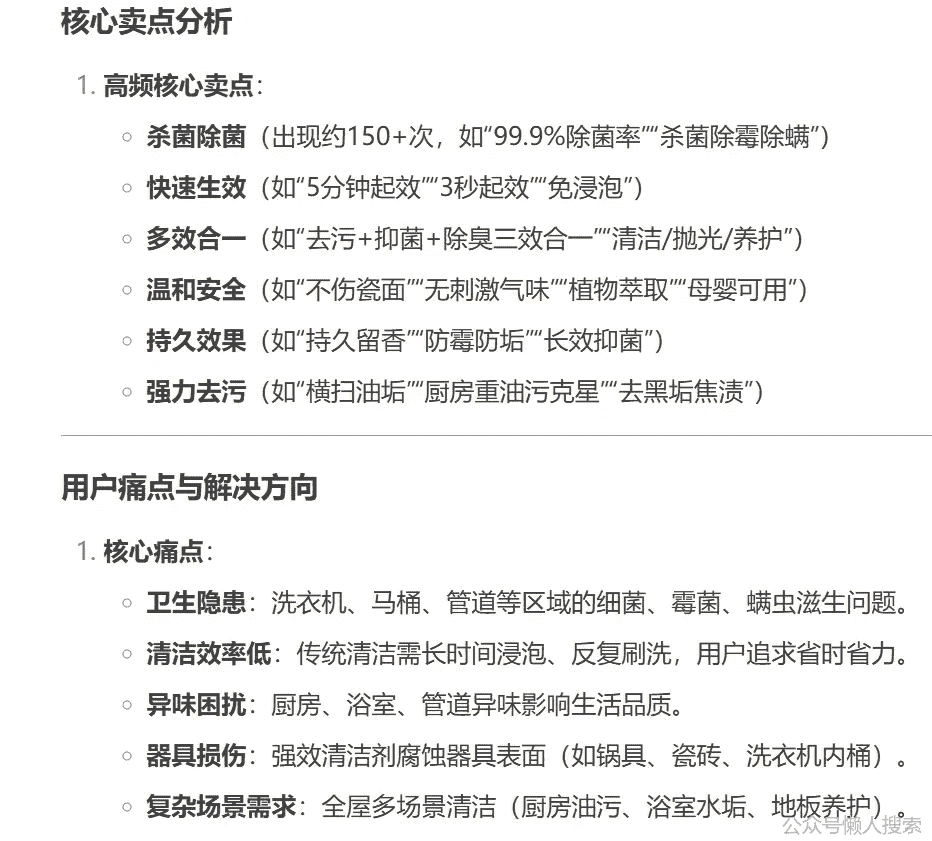 核心卖点分析
1. 高频核心卖点：
杀菌除菌（出现约150+次，如“99.9%除菌率”“杀菌除霉除螨”）
快速生效（如“5分钟起效”“3秒起效”“免浸泡”）
多效合一（如“去污+抑菌+除臭三效合一”“清洁/抛光/养护”）
温和安全（如“不伤瓷面”“无刺激气味”“植物萃取”“母婴可用”）
持久效果（如“持久留香”“防霉防垢”“长效抑菌”）
强力去污（如“横扫油垢”“厨房重油污克星”“去黑垢焦渍”）
用户痛点与解决方向
1. 核心痛点：
卫生隐患：洗衣机、马桶、管道等区域的细菌、霉菌、螨虫滋生问题。
清洁效率低：传统清洁需长时间浸泡、反复刷洗，用户追求省时省力。
异味困扰：厨房、浴室、管道异味影响生活品质。
器具损伤：强效清洁剂腐蚀器具表面（如锅具、瓷砖、洗衣机内桶）。
复杂场景需求：全屋多场景清洁（厨房油污、浴室水垢、地板养护）。
公众号懒人搜索